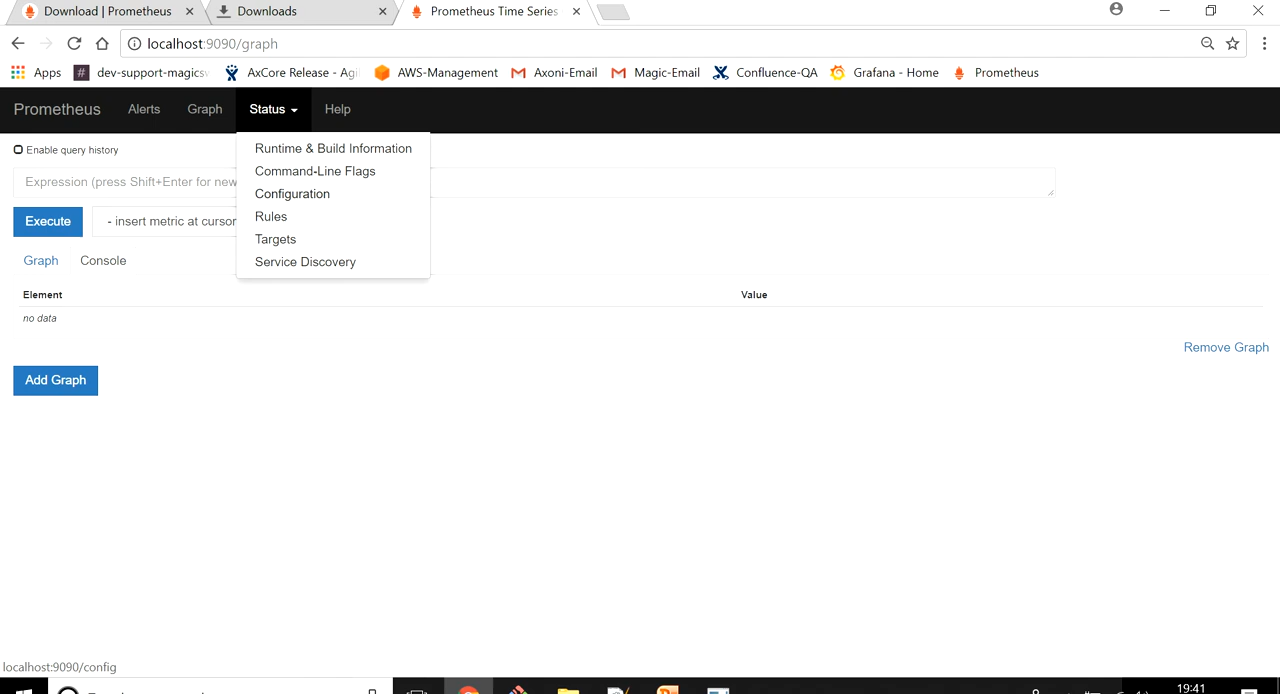 Download | Prometheus
Downloads
Prometheus Time Series
localhost:9090/graph
Apps
dev-support-magicsw
AxCore Release - Agi
AWS-Management
Axoni-Email
Magic-Email
Confluence-QA
Grafana - Home
Prometheus
Prometheus
Alerts
Graph
Status
Help
Runtime & Build Information
Command-Line Flags
Configuration
Rules
Targets
Service Discovery
Enable query history
Expression (press Shift+Enter for new
Execute
- insert metric at cursor
Graph
Console
Element
Value
no data
Remove Graph
Add Graph
localhost:9090/config
19:41